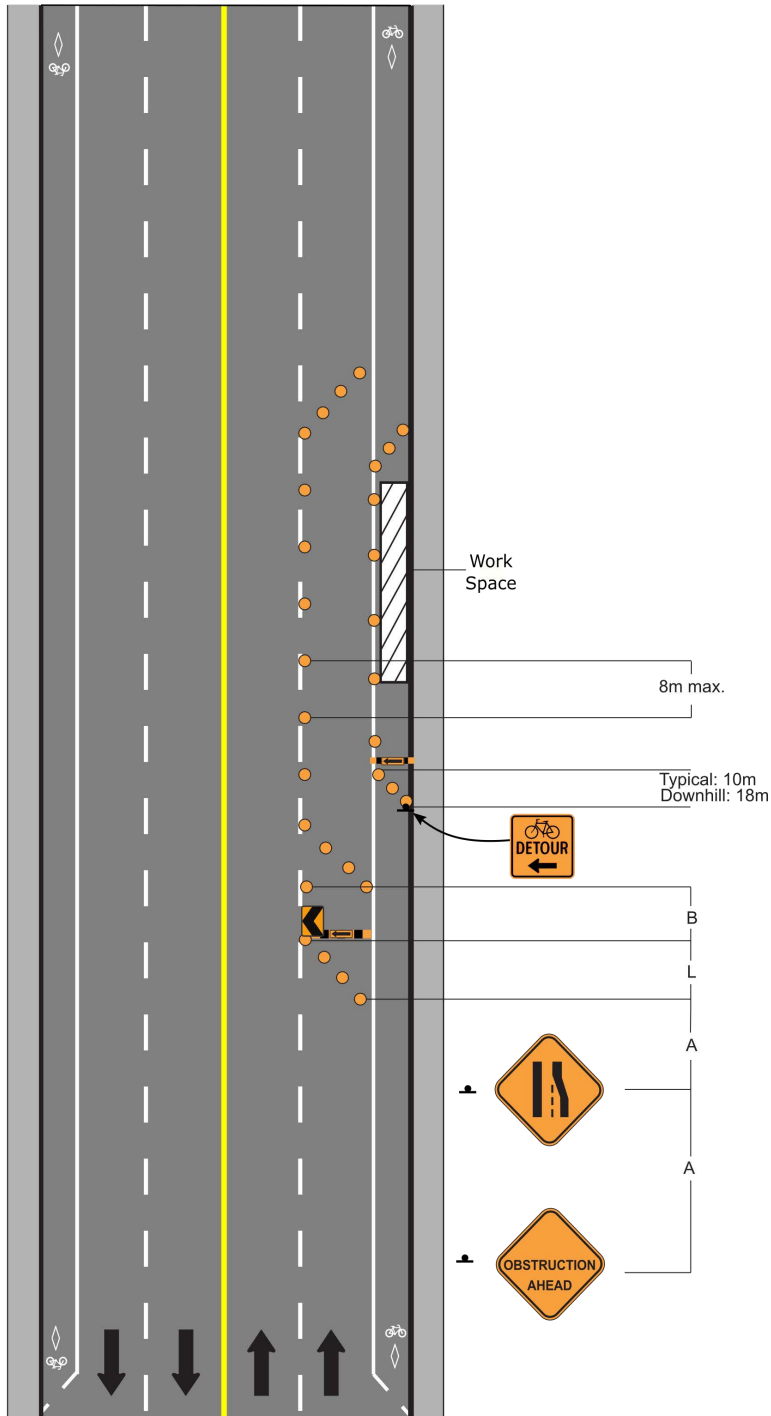 Work
Space
8m max.
Typical: 10m
Downhill: 18m
DETOUR
B
L
A
A
OBSTRUCTION
AHEAD